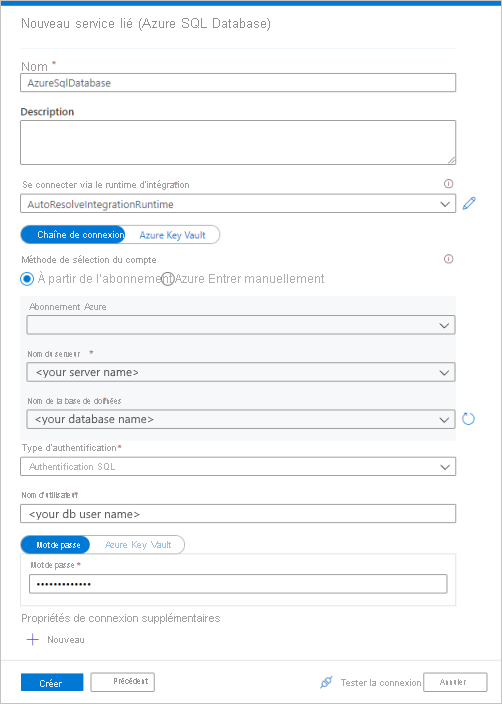 Nouveau service lié (Azure SQL Database)
Nom *
AzureSqlDatabase
Description
Se connecter via le runtime d'intégration
AutoResolveIntegrationRuntime
Chaîne de connexion Azure Key Vault
Méthode de sélection du compte
À partir de l'abonnement Azure Entrer manuellement
Abonnement Azure
Nom du serveur *
<your server name>
Nom de la base de données
<your database name>
Type d'authentification*
Authentification SQL
Nom d'utilisateur*
<your db user name>
Mot de passe Azure Key Vault
Mot de passe *
•••••••••••••
Propriétés de connexion supplémentaires
+ Nouveau
Créer Précédent Tester la connexion Annuler